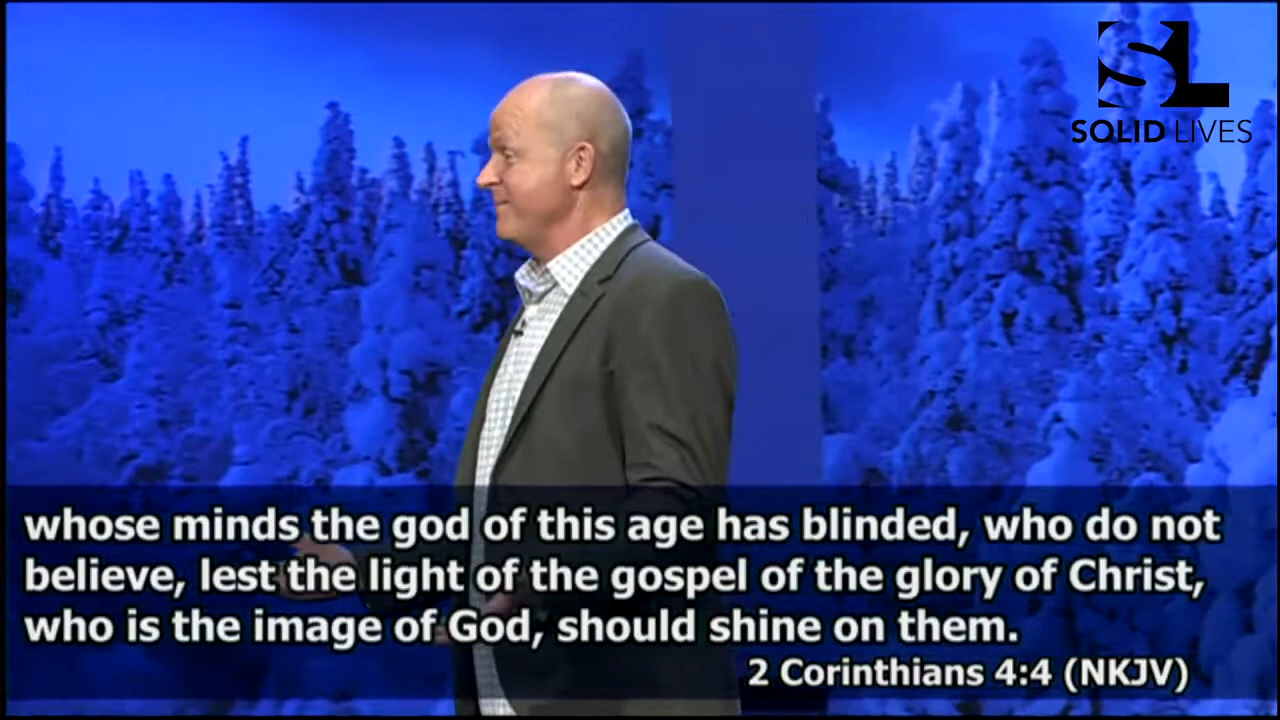 SL
SOLID LIVES
whose minds the god of this age has blinded, who do not
believe, lest the light of the gospel of the glory of Christ,
who is the image of God, should shine on them.
2 Corinthians 4:4 (NKJV)